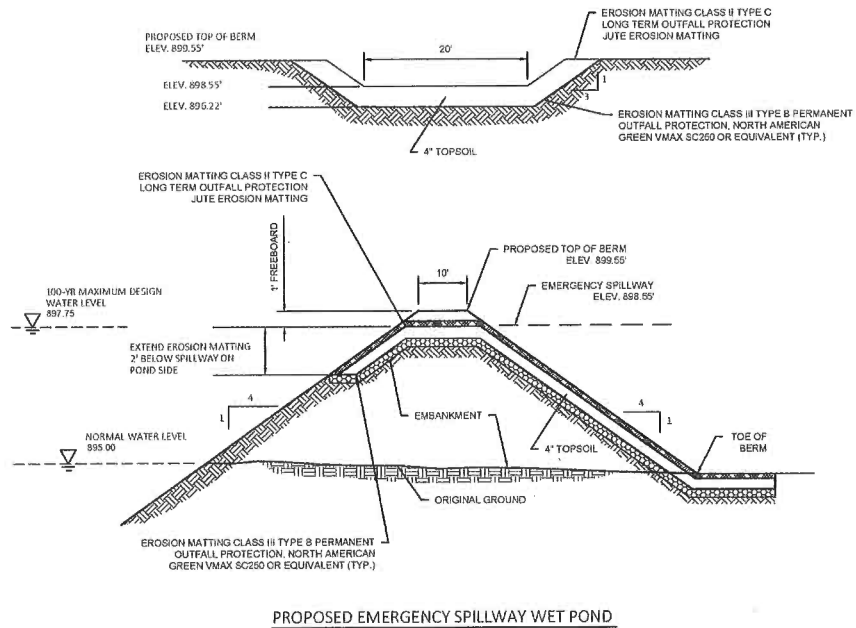 EROSION MATTING CLASS II TYPE C
LONG TERM OUTFALL PROTECTION
JUTE EROSION MATTING
PROPOSED TOP OF BERM
ELEV. 899.55'
20'
ELEV. 898.55'
ELEV. 896.22'
1
3
EROSION MATTING CLASS III TYPE B PERMANENT
OUTFALL PROTECTION, NORTH AMERICAN
GREEN VMAX SC250 OR EQUIVALENT (TYP.)
4" TOPSOIL
EROSION MATTING CLASS II TYPE C
LONG TERM OUTFALL PROTECTION
JUTE EROSION MATTING
1' FREEBOARD
10'
PROPOSED TOP OF BERM
ELEV 899.55'
100-YR MAXIMUM DESIGN
WATER LEVEL
897.75
EMERGENCY SPILLWAY
ELEV. 898.55'
EXTEND EROSION MATTING
2' BELOW SPILLWAY ON
POND SIDE
4
1
EMBANKMENT
4
1
NORMAL WATER LEVEL
895.00
4" TOPSOIL
TOE OF
BERM
ORIGINAL GROUND
EROSION MATTING CLASS III TYPE B PERMANENT
OUTFALL PROTECTION, NORTH AMERICAN
GREEN VMAX SC250 OR EQUIVALENT (TYP.)
PROPOSED EMERGENCY SPILLWAY WET POND